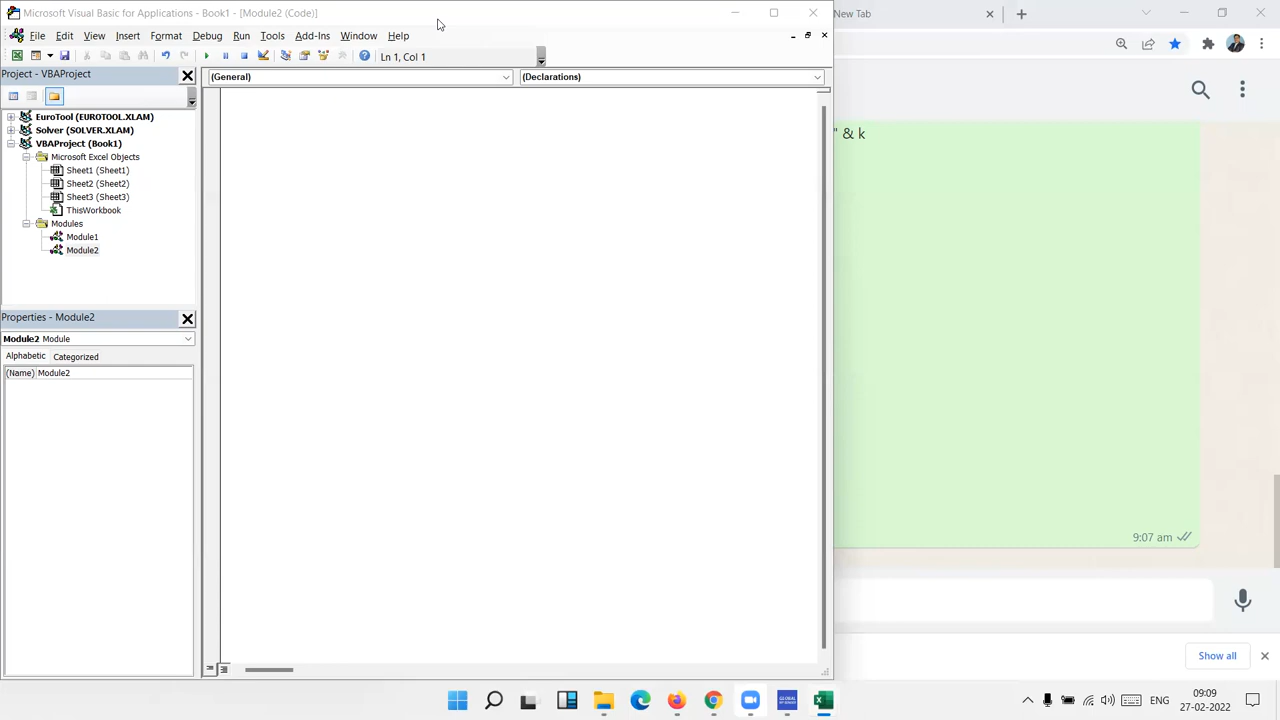 Microsoft Visual Basic for Applications - Book1 - [Module2 (Code)]
New Tab
File Edit View Insert Format Debug Run Tools Add-Ins Window Help
Ln 1, Col 1
Project - VBAProject
(General)
(Declarations)
EuroTool (EUROTOOL.XLAM)
Solver (SOLVER.XLAM)
VBAProject (Book1)
Microsoft Excel Objects
Sheet1 (Sheet1)
Sheet2 (Sheet2)
Sheet3 (Sheet3)
ThisWorkbook
Modules
Module1
Module2
" & k
Properties - Module2
Module2 Module
Alphabetic Categorized
(Name) Module2
9:07 am
Show all
ENG
09:09
27-02-2022